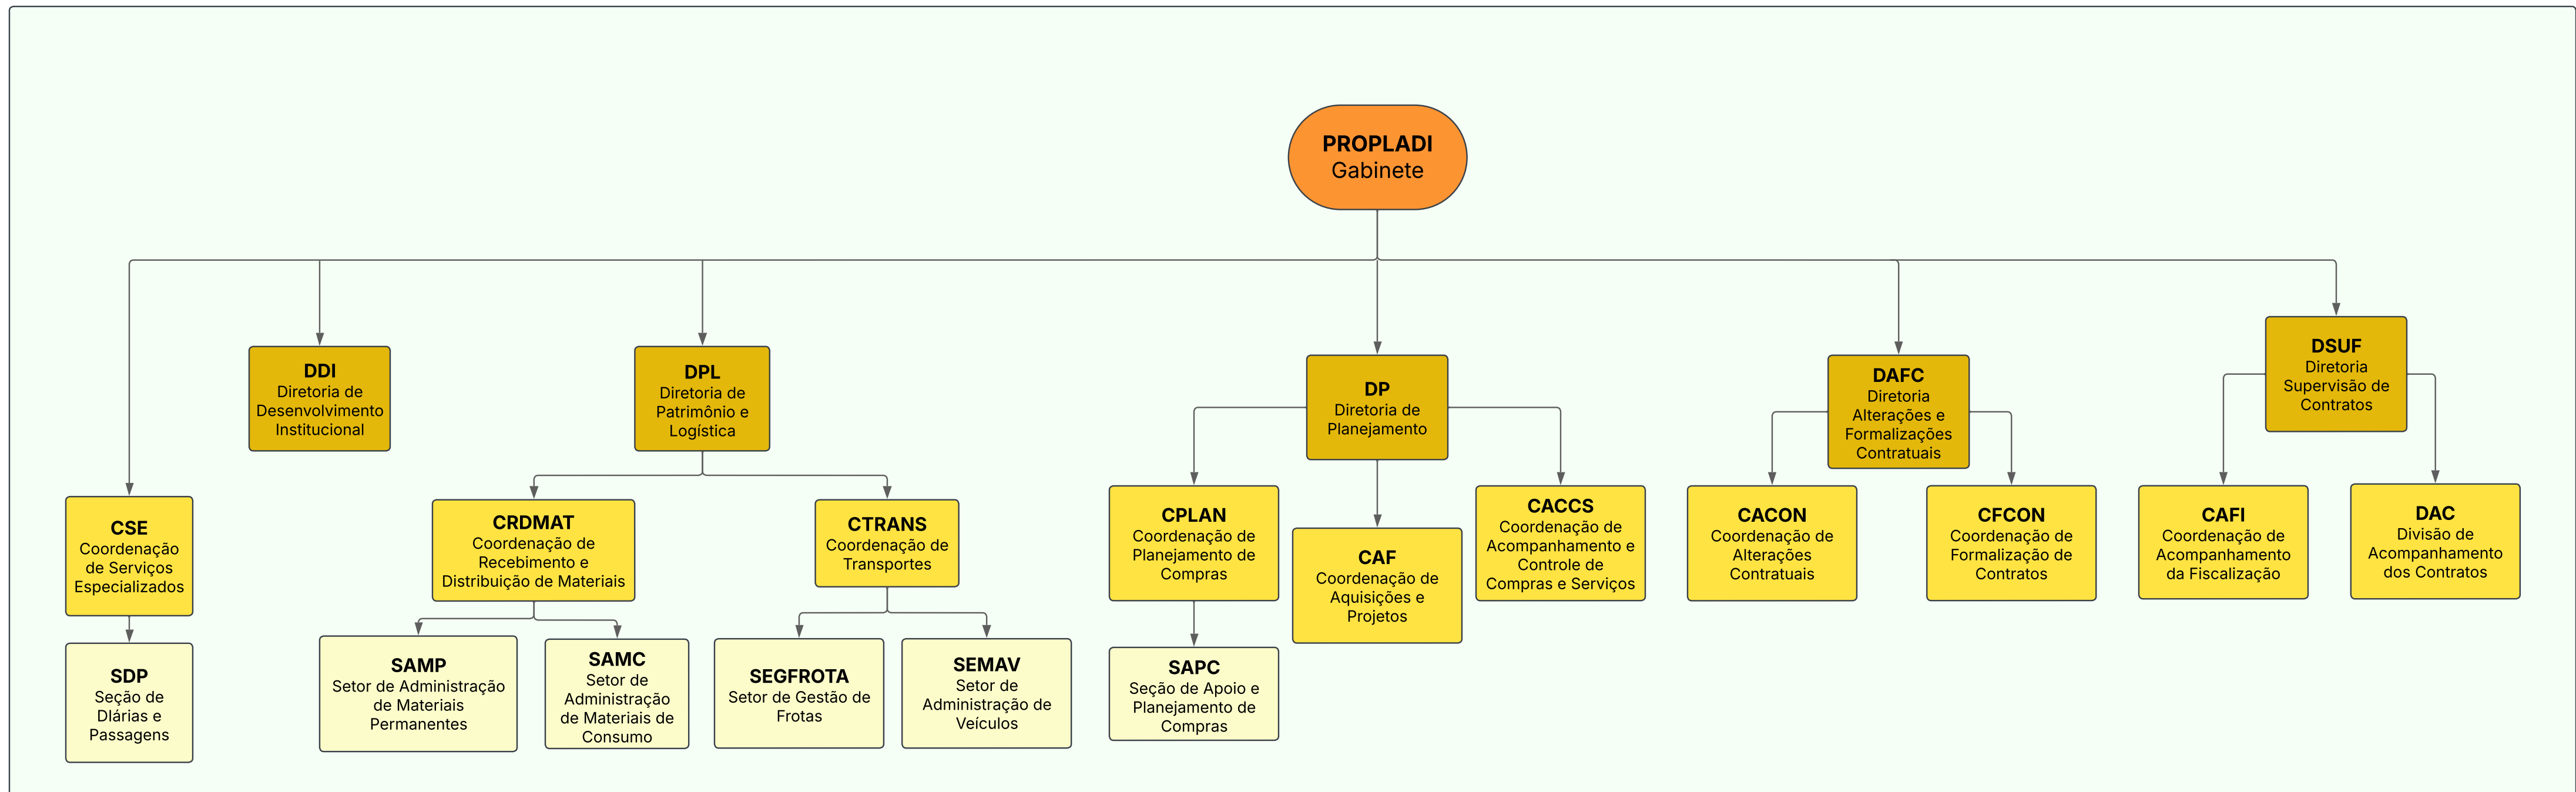 PROPLADI
Gabinete
DDI
Diretoria de
Desenvolvimento
Institucional
DPL
Diretoria de
Patrimônio e
Logística
DP
Diretoria de
Planejamento
DAFC
Diretoria
Alterações e
Formalizações
Contratuais
DSUF
Diretoria
Supervisão de
Contratos
CSE
Coordenação
de Serviços
Especializados
CRDMAT
Coordenação de
Recebimento e
Distribuição de Materiais
CTRANS
Coordenação de
Transportes
CPLAN
Coordenação de
Planejamento de
Compras
CAF
Coordenação de
Aquisições e
Projetos
CACCS
Coordenação de
Acompanhamento e
Controle de
Compras e Serviços
CACON
Coordenação de
Alterações
Contratuais
CFCON
Coordenação de
Formalização de
Contratos
CAFI
Coordenação de
Acompanhamento
da Fiscalização
DAC
Divisão de
Acompanhamento
dos Contratos
SDP
Seção de
DIárias e
Passagens
SAMP
Setor de Administração
de Materiais
Permanentes
SAMC
Setor de
Administração
de Materiais de
Consumo
SEGFROTA
Setor de Gestão de
Frotas
SEMAV
Setor de
Administração de
Veículos
SAPC
Seção de Apoio e
Planejamento de
Compras